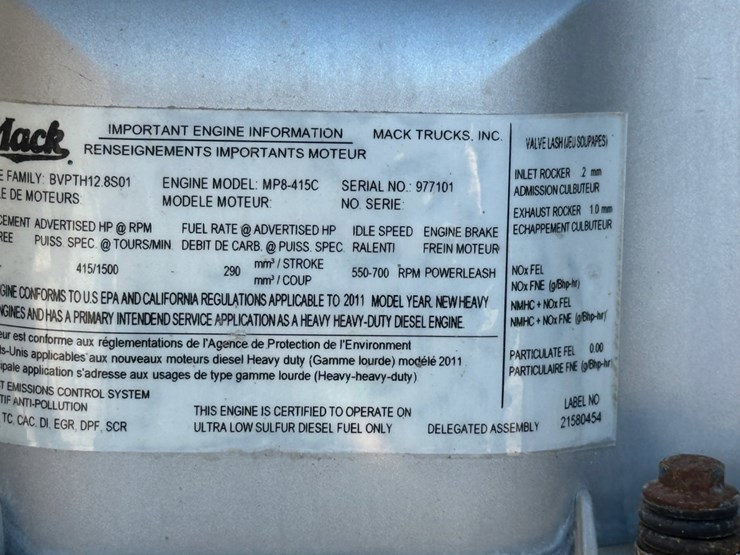 Mack
IMPORTANT ENGINE INFORMATION MACK TRUCKS, INC.
RENSEIGNEMENTS IMPORTANTS MOTEUR
E FAMILY: BVPTH12.8S01 ENGINE MODEL: MP8-415C SERIAL NO.: 977101
LE DE MOTEURS MODELE MOTEUR: NO. SERIE:
CEMENT ADVERTISED HP @ RPM FUEL RATE @ ADVERTISED HP IDLE SPEED ENGINE BRAKE
REE PUISS. SPEC. @ TOURS/MIN. DEBIT DE CARB. @ PUISS. SPEC. RALENTI FREIN MOTEUR
415/1500 290 mm³ / STROKE 550-700 RPM POWERLEASH
mm³ / COUP
GINE CONFORMS TO U.S EPA AND CALIFORNIA REGULATIONS APPLICABLE TO 2011 MODEL YEAR. NEW HEAVY
NGINES AND HAS A PRIMARY INTENDEND SERVICE APPLICATION AS A HEAVY HEAVY-DUTY DIESEL ENGINE.
eur est conforme aux réglementations de l'Agence de Protection de l'Environment
ts-Unis applicables aux nouveaux moteurs diesel Heavy duty (Gamme lourde) modèlé 2011
ipale application s'adresse aux usages de type gamme lourde (Heavy-heavy-duty)
T EMISSIONS CONTROL SYSTEM
TIF ANTI-POLLUTION
TC, CAC, DI, EGR, DPF, SCR
THIS ENGINE IS CERTIFIED TO OPERATE ON
ULTRA LOW SULFUR DIESEL FUEL ONLY DELEGATED ASSEMBLY
VALVE LASH (JEU SOUPAPES)
INLET ROCKER .2 mm
ADMISSION CULBUTEUR
EXHAUST ROCKER 1.0 mm
ECHAPPEMENT CULBUTEUR
NOx FEL
NOx FNE (g/Bhp-hr)
NMHC + NOx FEL
NMHC + NOx FNE (g/Bhp-hr)
PARTICULATE FEL 0.00
PARTICULAIRE FNE (g/Bhp-hr)
LABEL NO
21580454